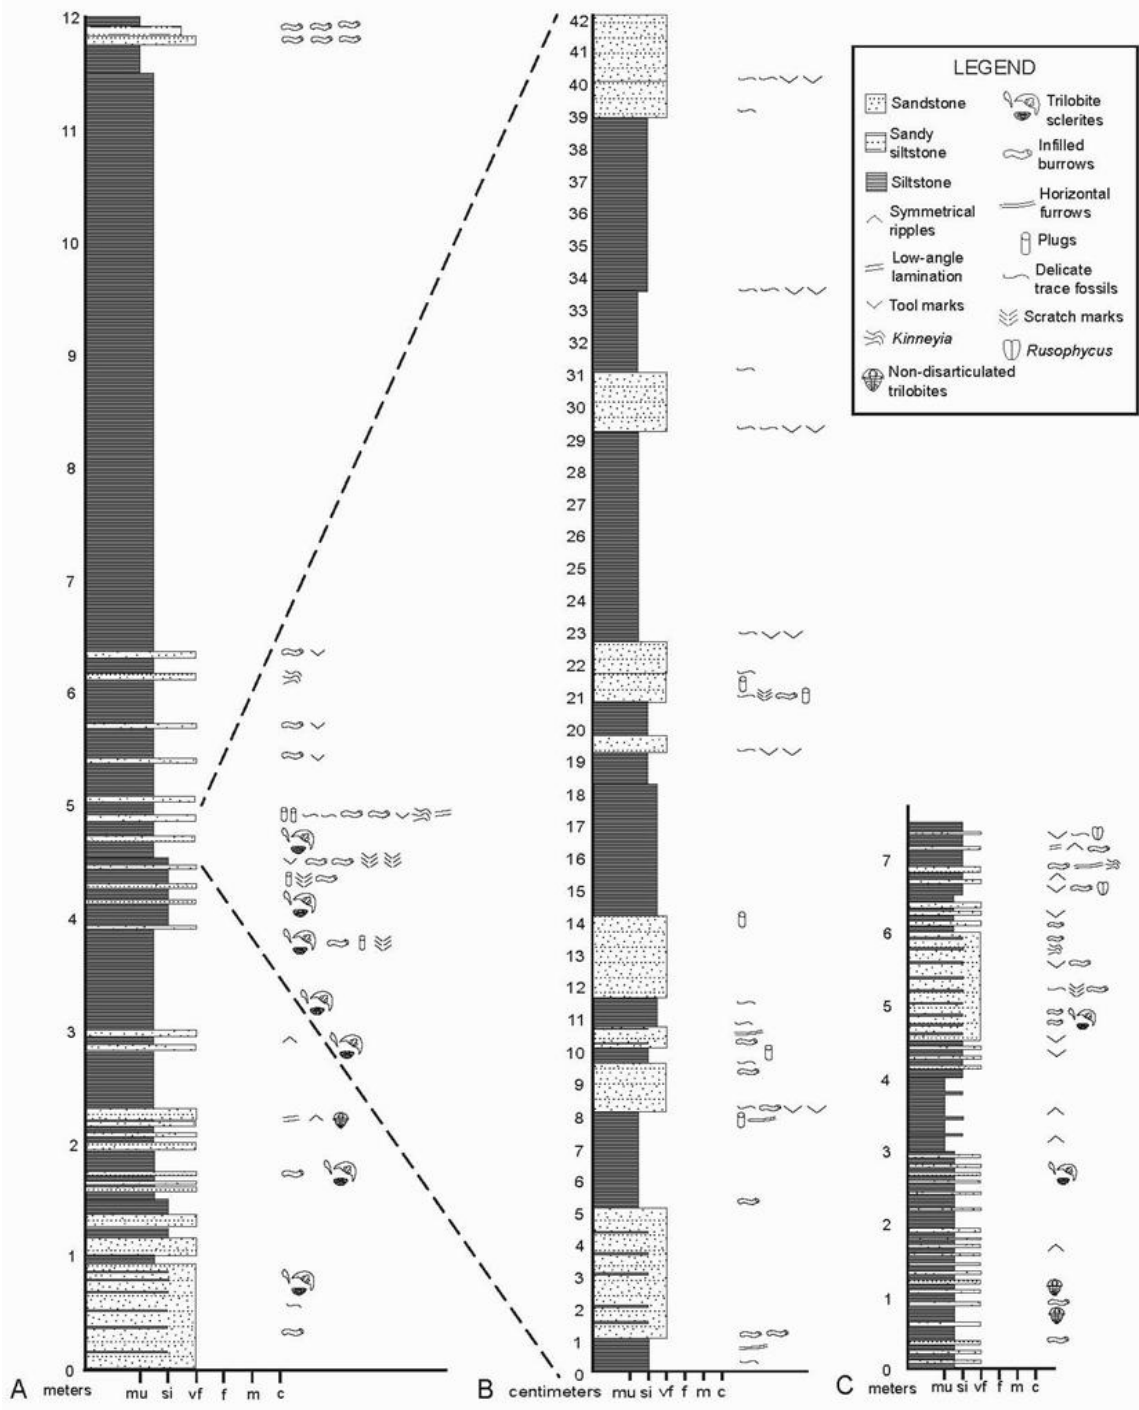 12
11
10
9
8
7
6
5
4
3
2
1
0
A meters mu si vf f m c
42
41
40
39
38
37
36
35
34
33
32
31
30
29
28
27
26
25
24
23
22
21
20
19
18
17
16
15
14
13
12
11
10
9
8
7
6
5
4
3
2
1
0
B centimeters mu si vf f m c
LEGEND
Sandstone
Sandy
siltstone
Siltstone
Symmetrical
ripples
Low-angle
lamination
Tool marks
Kinneyia
Non-disarticulated
trilobites
Trilobite
sclerites
Infilled
burrows
Horizontal
furrows
Plugs
Delicate
trace fossils
Scratch marks
Rusophycus
7
6
5
4
3
2
1
0
C meters mu si vf f m c